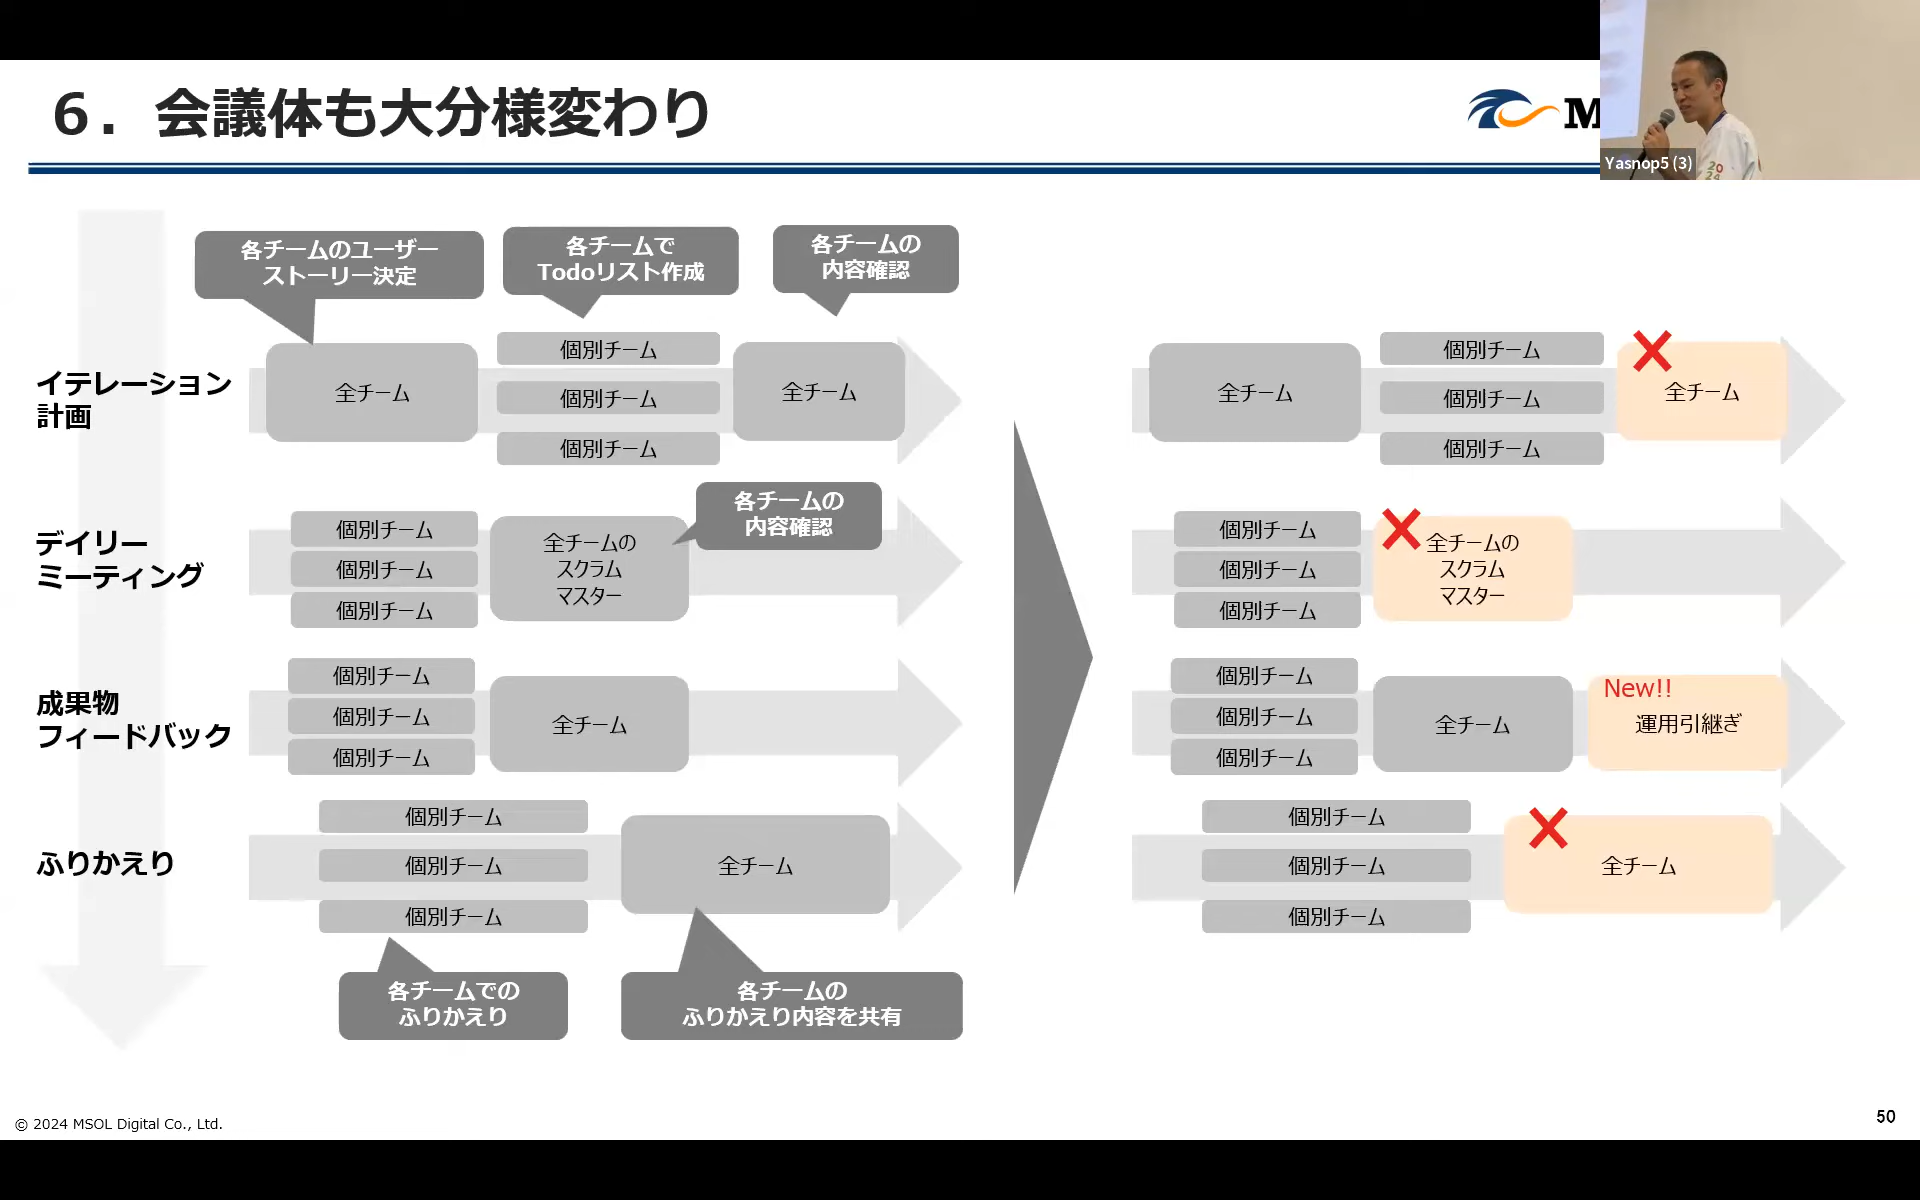 6．会議体も大分様変わり
M
Yasnop5 (3)
2024
各チームのユーザー
ストーリー決定
各チームで
Todoリスト作成
各チームの
内容確認
イテレーション
計画
全チーム
個別チーム
個別チーム
個別チーム
全チーム
全チーム
個別チーム
個別チーム
個別チーム
全チーム
デイリー
ミーティング
個別チーム
個別チーム
個別チーム
全チームの
スクラム
マスター
各チームの
内容確認
個別チーム
個別チーム
個別チーム
全チームの
スクラム
マスター
成果物
フィードバック
個別チーム
個別チーム
個別チーム
全チーム
個別チーム
個別チーム
個別チーム
全チーム
New!!
運用引継ぎ
ふりかえり
個別チーム
個別チーム
個別チーム
全チーム
各チームでの
ふりかえり
各チームの
ふりかえり内容を共有
個別チーム
個別チーム
個別チーム
全チーム
© 2024 MSOL Digital Co., Ltd.
50